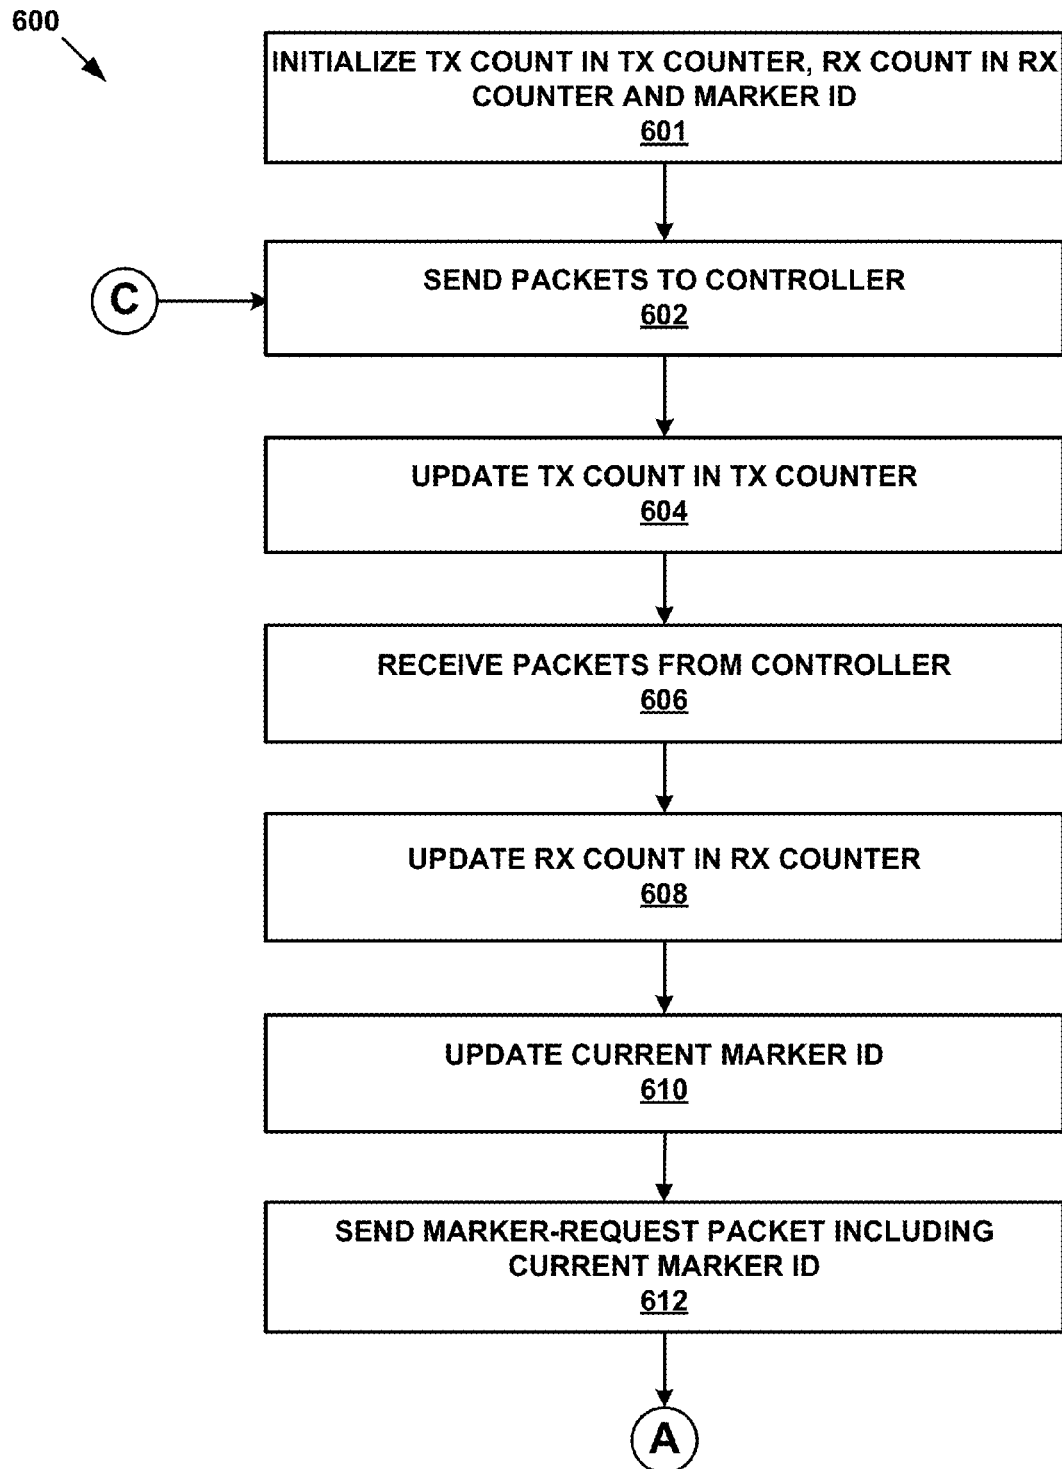 600
INITIALIZE TX COUNT IN TX COUNTER, RX COUNT IN RX
COUNTER AND MARKER ID
601
C
SEND PACKETS TO CONTROLLER
602
UPDATE TX COUNT IN TX COUNTER
604
RECEIVE PACKETS FROM CONTROLLER
606
UPDATE RX COUNT IN RX COUNTER
608
UPDATE CURRENT MARKER ID
610
SEND MARKER-REQUEST PACKET INCLUDING
CURRENT MARKER ID
612
A